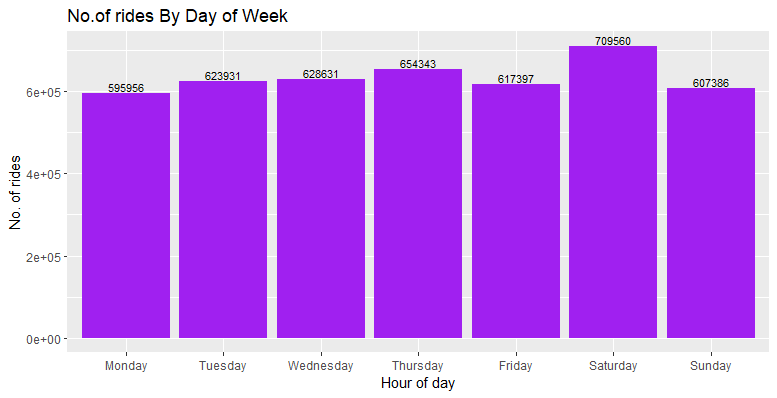 No.of rides By Day of Week
No. of rides
6e+05
4e+05
2e+05
0e+00
595956
623931
628631
654343
617397
709560
607386
Monday Tuesday Wednesday Thursday Friday Saturday Sunday
Hour of day